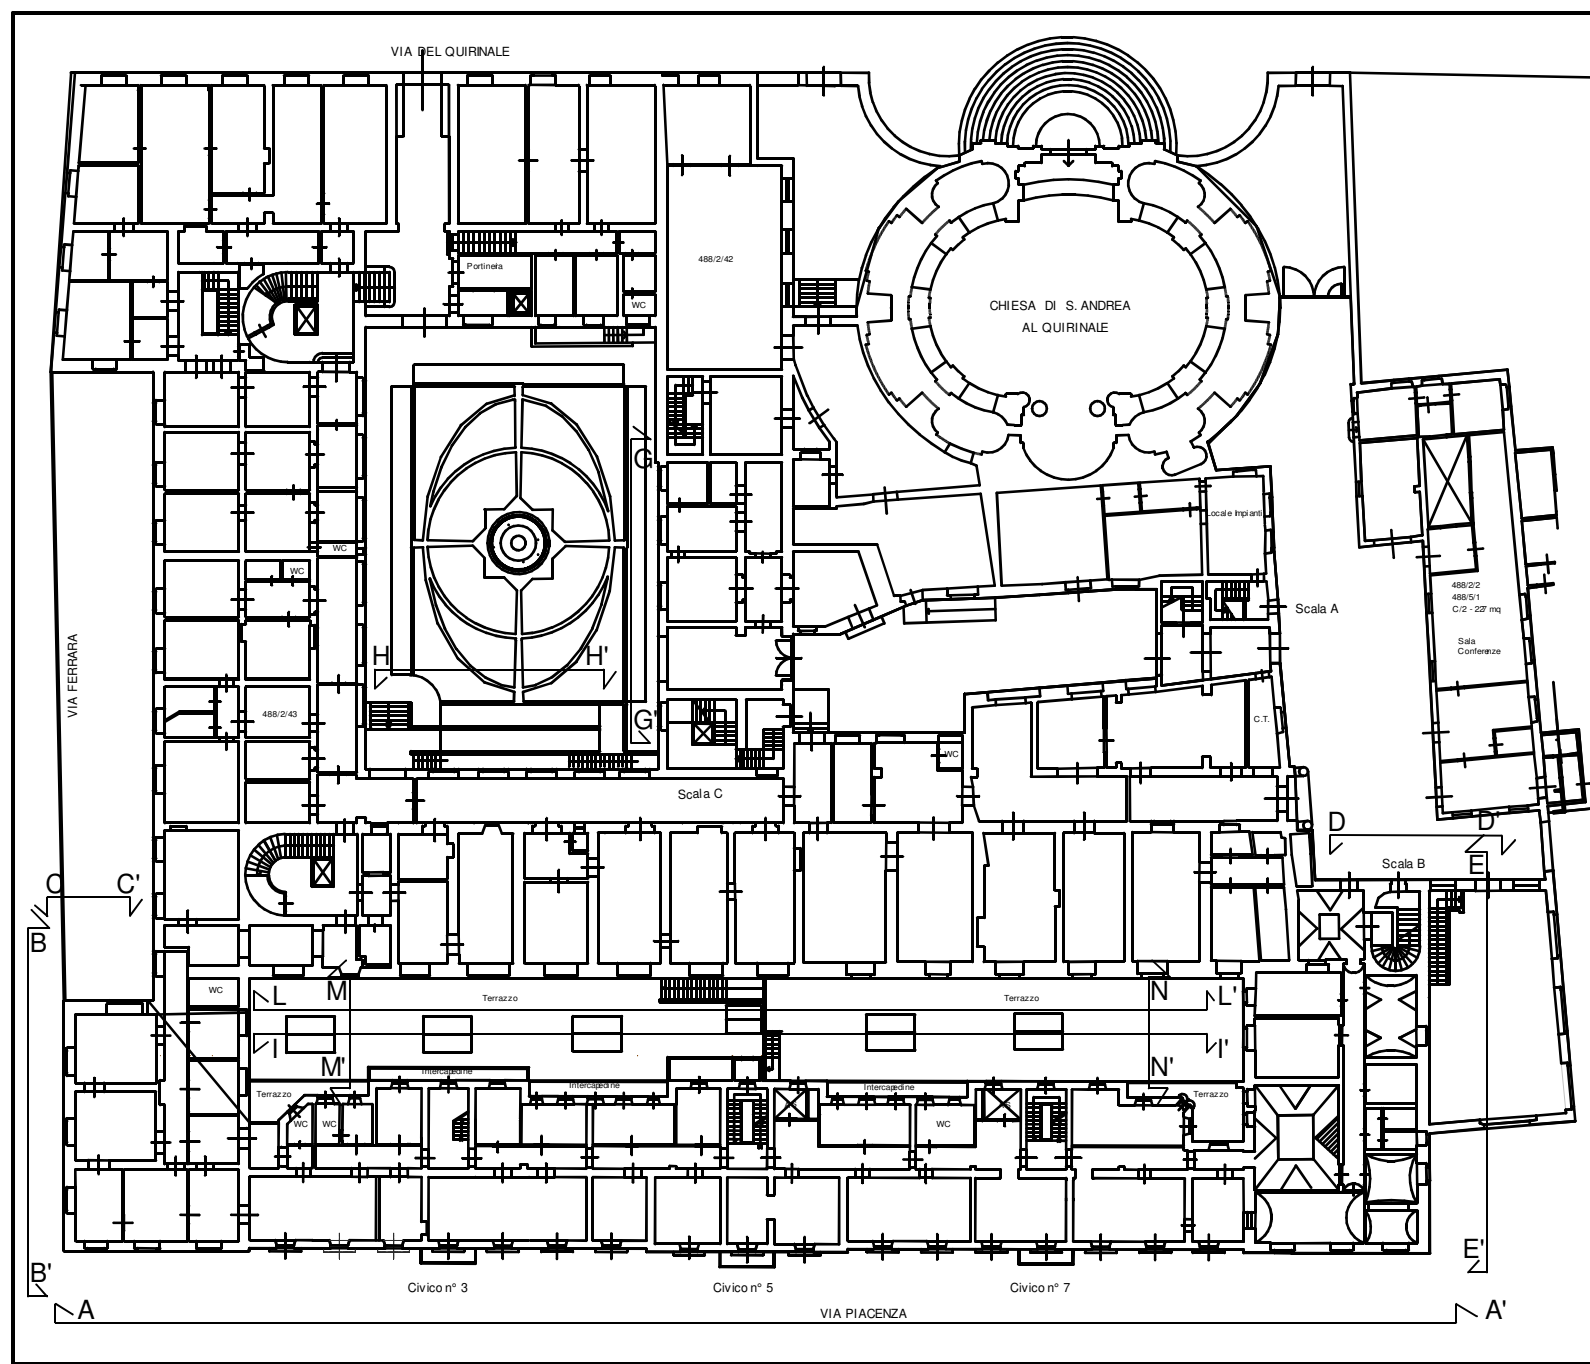 VIA DEL QUIRINALE
488/2/42
Portineria
WC
CHIESA DI S. ANDREA
AL QUIRINALE
G
Locale Impianti
WC
WC
488/2/2
488/5/1
C/2 - 227 mq
Scala A
Sala
Conferenze
VIA FERRARA
H
H'
488/2/43
G'
C.T.
WC
Scala C
D
D'
Scala B
E
C
C'
B
WC
L
M
Terrazzo
Terrazzo
N
L'
I
M'
I'
N'
Intercapedine
Intercapedine
Intercapedine
Terrazzo
Terrazzo
WC
WC
WC
E'
B'
Civico n° 3
Civico n° 5
Civico n° 7
A
VIA PIACENZA
A'